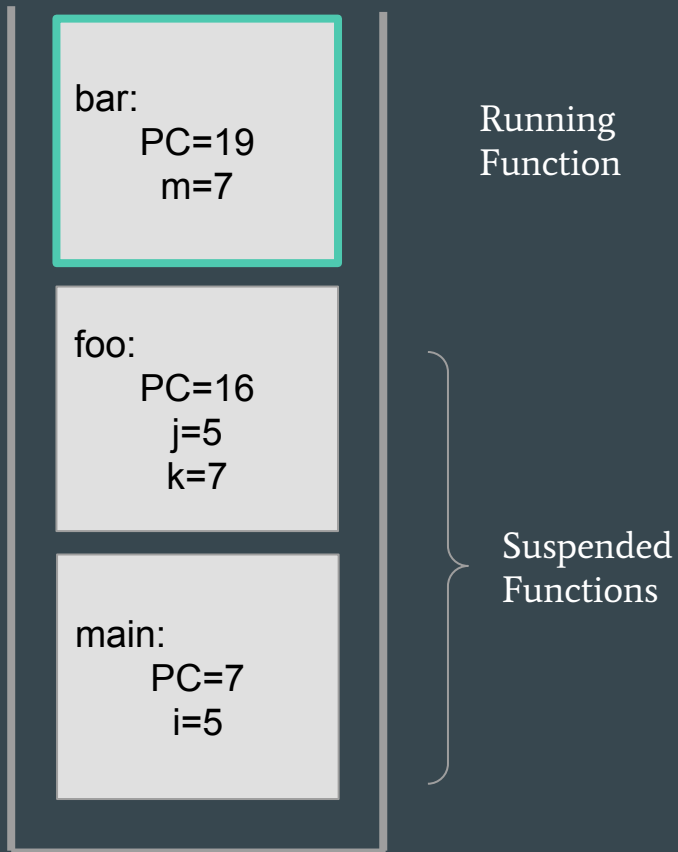 bar:
PC=19
m=7
Running
Function
foo:
PC=16
j=5
k=7
main:
PC=7
i=5
Suspended
Functions